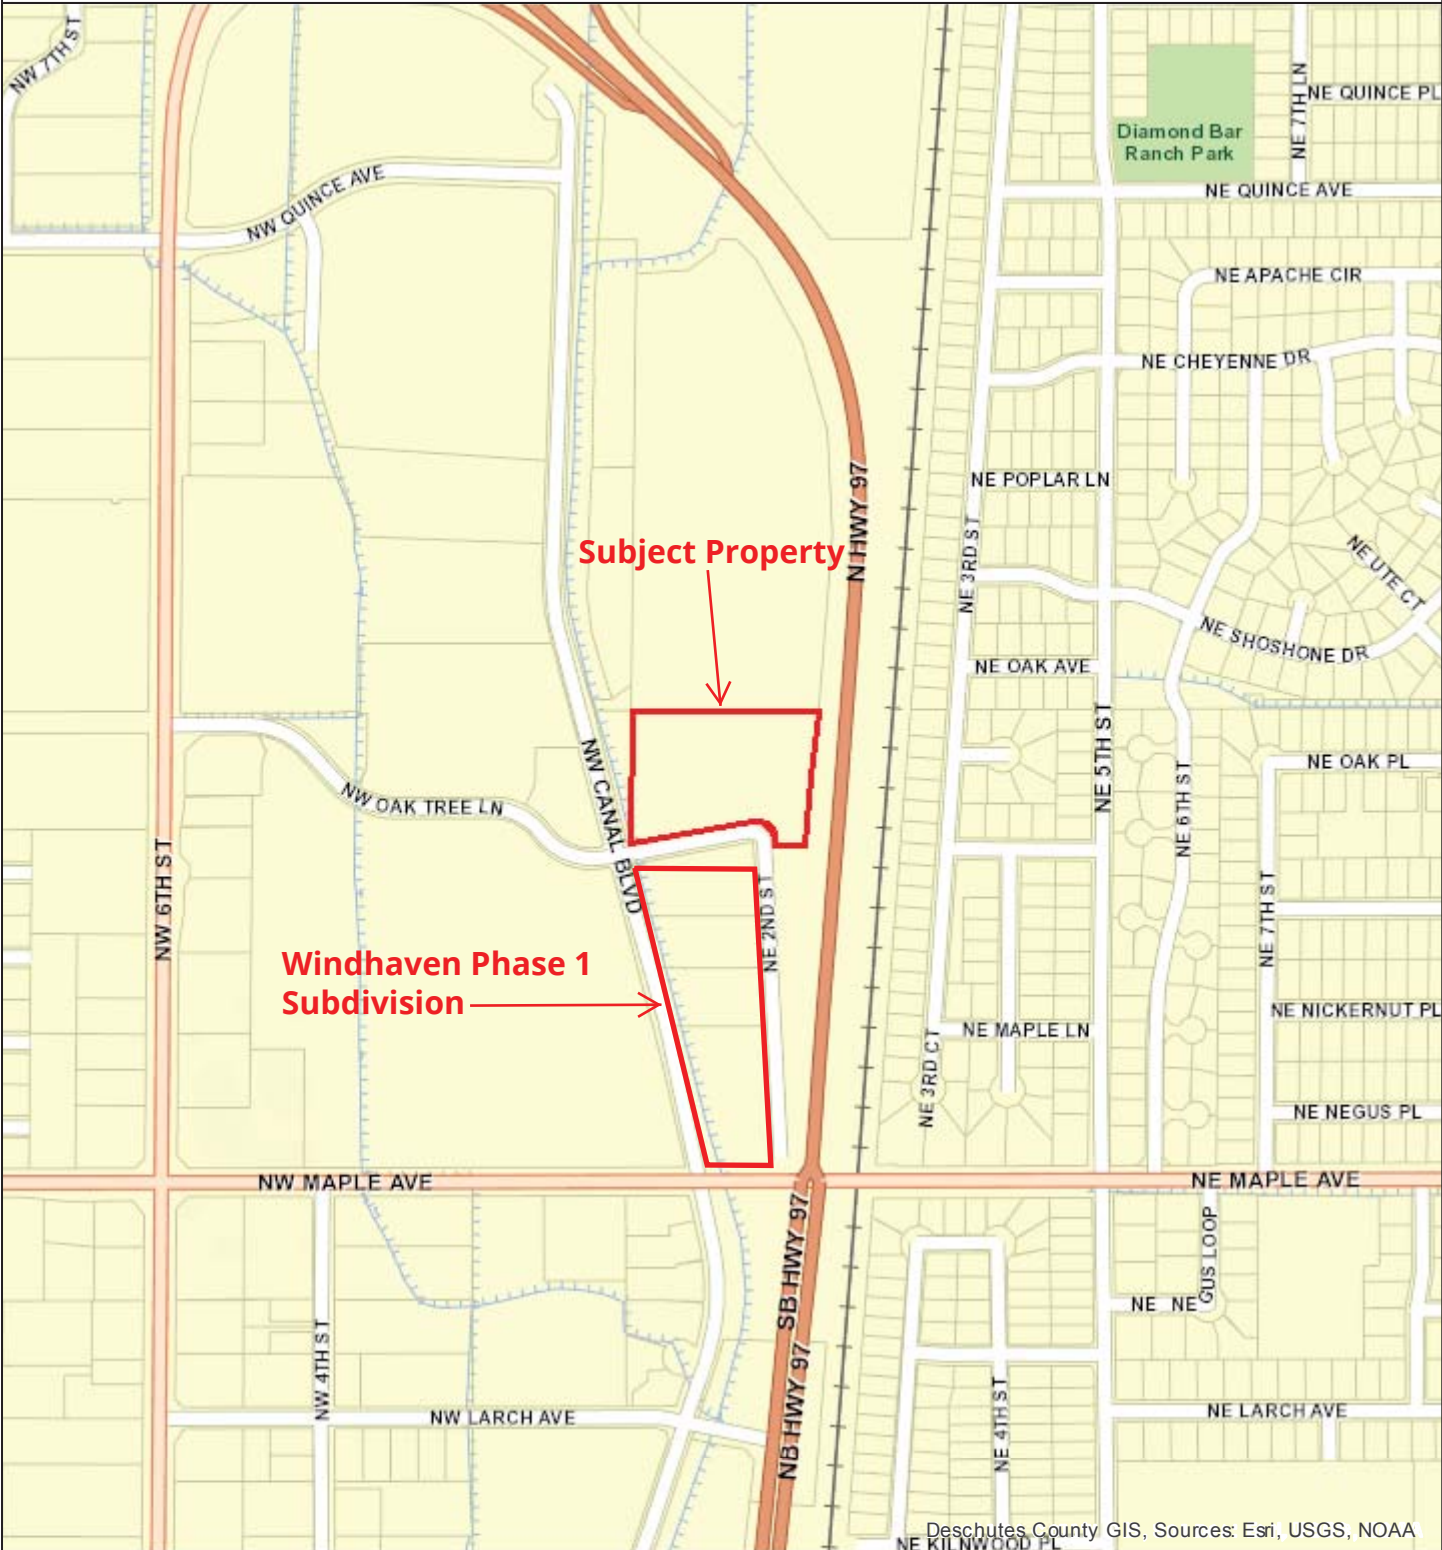 NW 7TH ST
NE 7TH LN
NE QUINCE PL
Diamond Bar
Ranch Park
NW QUINCE AVE
NE QUINCE AVE
NE APACHE CIR
NE CHEYENNE DR
N HWY 97
NE POPLAR LN
Subject Property
NE 3RD ST
NE UTE CT
NE SHOSHONE DR
NE OAK AVE
NW CANAL BLVD
NE 5TH ST
NE 6TH ST
NE OAK PL
NW OAK TREE LN
NW 6TH ST
NE 2ND ST
NE 7TH ST
Windhaven Phase 1
Subdivision
NE NICKERNUT PL
NE 3RD CT
NE MAPLE LN
NE NEGUS PL
NW MAPLE AVE
NE MAPLE AVE
SB HWY 97
GUS LOOP
NE NE
NW 4TH ST
NB HWY 97
NE 4TH ST
NW LARCH AVE
NE LARCH AVE
Deschutes County GIS, Sources: Esri, USGS, NOAA
NE KILNWOOD PL